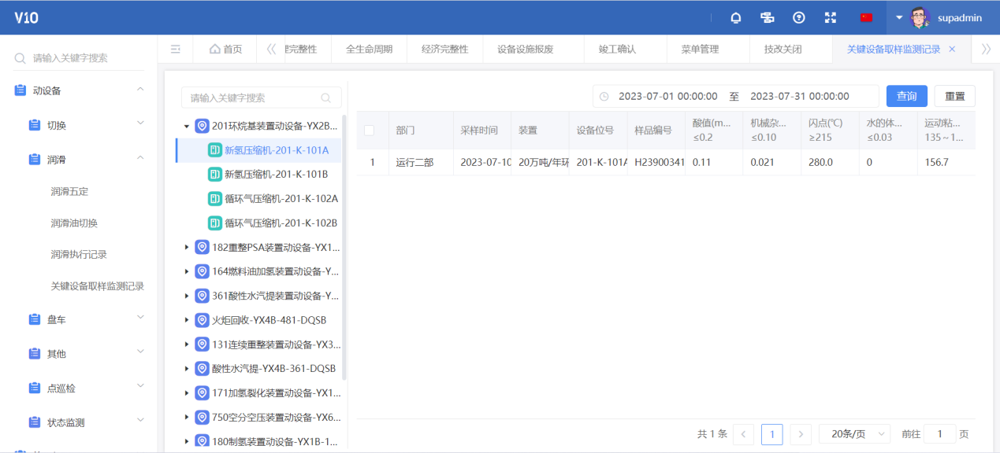 V10
supadmin
请输入关键字搜索
首页
完整性
全生命周期
经济完整性
设备设施报废
竣工确认
菜单管理
技改关闭
关键设备取样监测记录
动设备
切换
润滑
润滑五定
润滑油切换
润滑执行记录
关键设备取样监测记录
盘车
其他
点巡检
状态监测
请输入关键字搜索
201环烷基装置动设备-YX2B...
新氢压缩机-201-K-101A
新氢压缩机-201-K-101B
循环气压缩机-201-K-102A
循环气压缩机-201-K-102B
182重整PSA装置动设备-YX1...
164燃料油加氢装置动设备-Y...
361酸性水汽提装置动设备-Y...
火炬回收-YX4B-481-DQSB
131连续重整装置动设备-YX3...
酸性水汽提-YX4B-361-DQSB
171加氢裂化装置动设备-YX1...
750空分空压装置动设备-YX6...
180制氢装置动设备-YX1B-1...
2023-07-01 00:00:00 至 2023-07-31 00:00:00
查询
重置
部门 采样时间 装置 设备位号 样品编号 酸值(m... 机械杂... 闪点(℃) 水的体... 运动粘...
≤0.2 ≤0.10 ≥215 ≤0.03 135～1...
1 运行二部 2023-07-10 20万吨/年环 201-K-101A H23900341 0.11 0.021 280.0 0 156.7
共 1 条 1 20条/页 前往 1 页